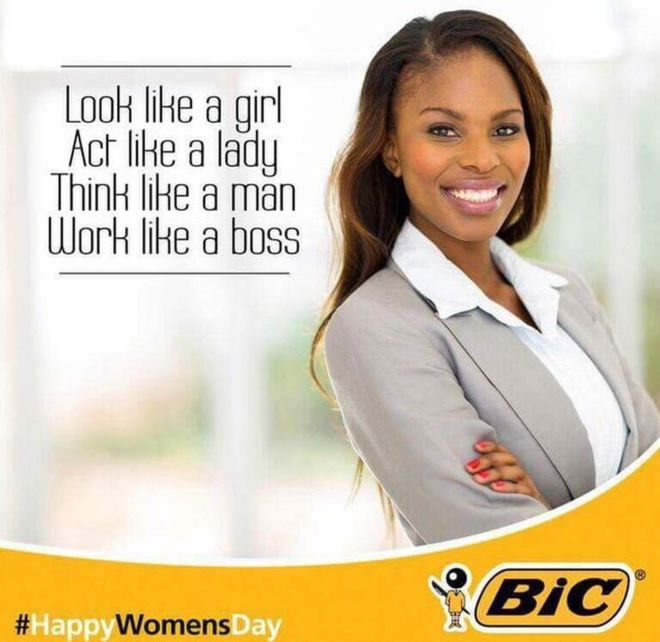 Look like a girl
Act like a lady
Think like a man
Work like a boss
#HappyWomensDay
BiC®